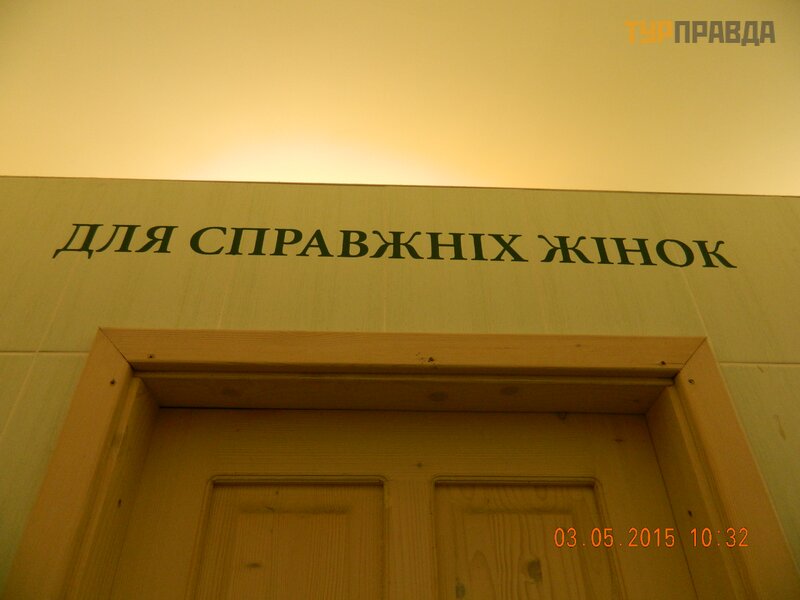 ТУРПРАВДА
ДЛЯ СПРАВЖНІХ ЖІНОК
03.05.2015 10:32